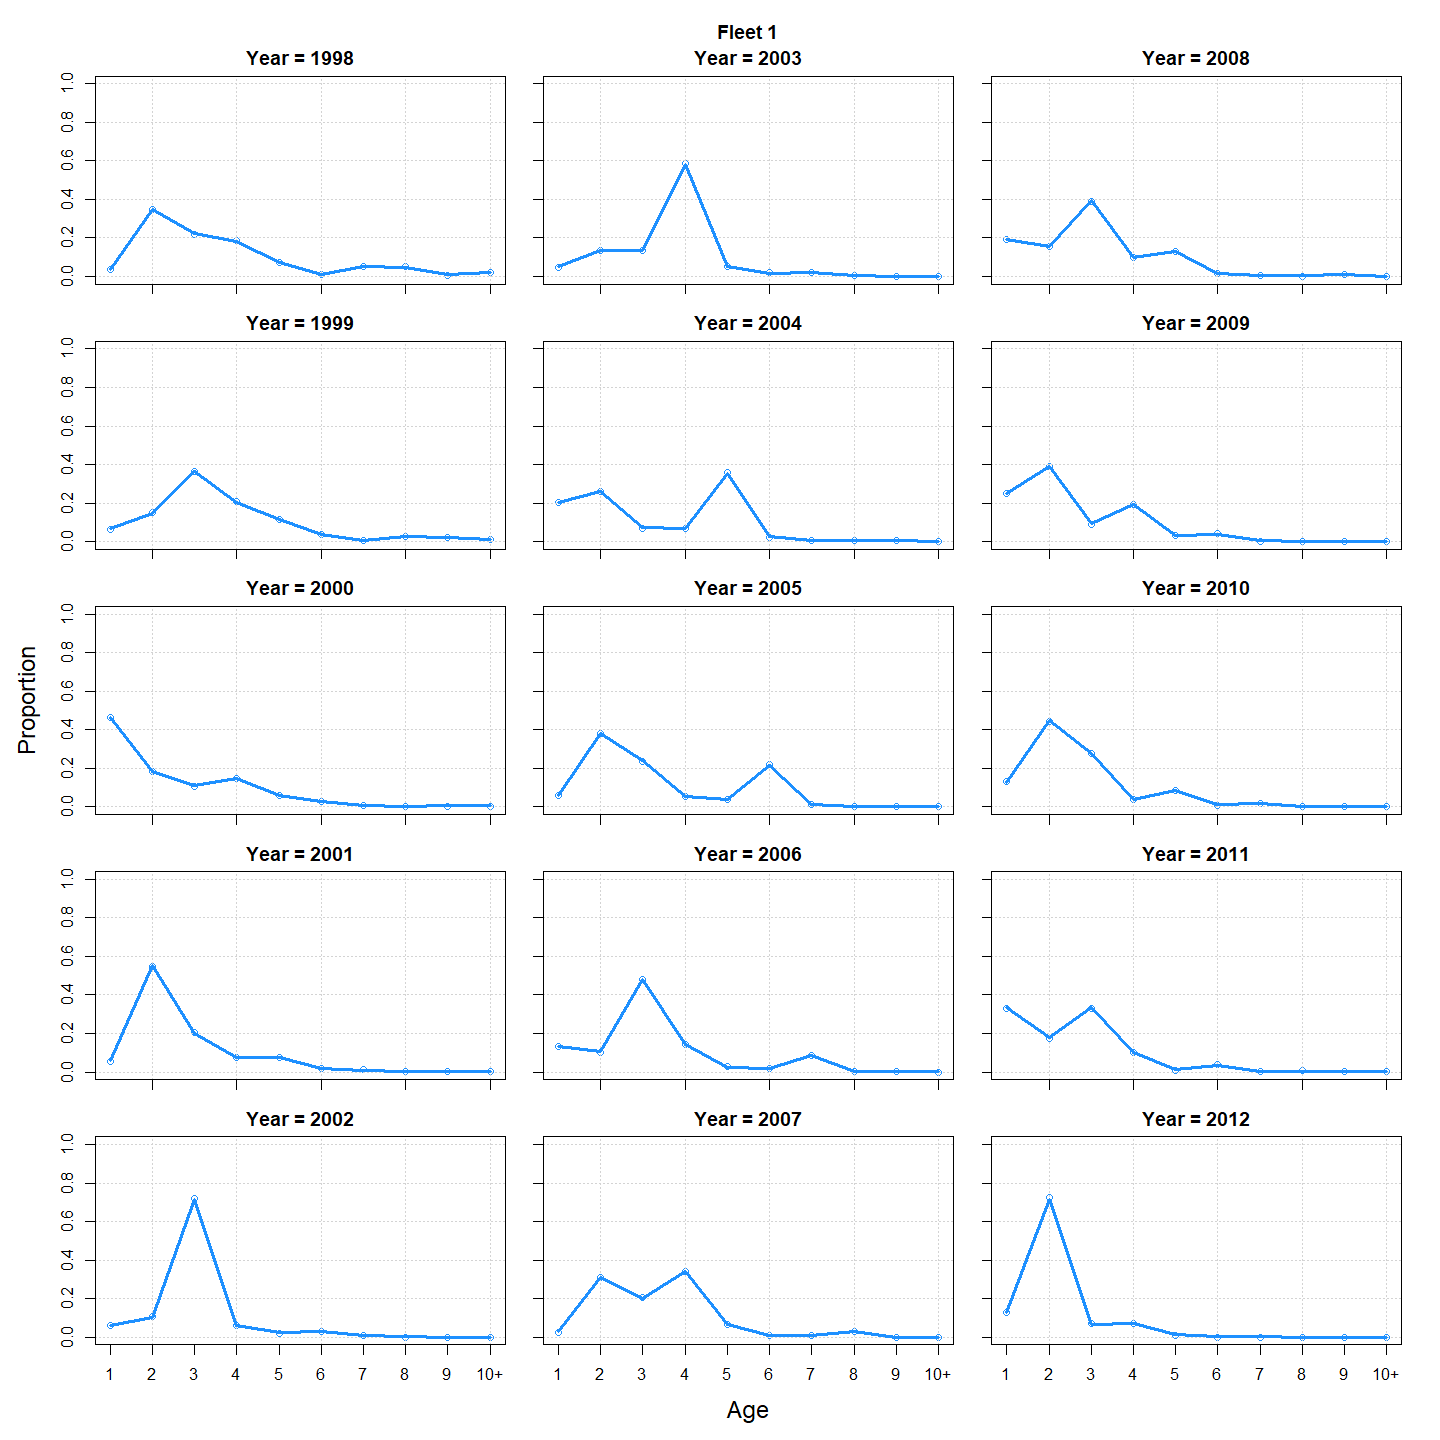 Fleet 1
Year = 1998 Year = 2003 Year = 2008
0.0 0.2 0.4 0.6 0.8 1.0
Year = 1999 Year = 2004 Year = 2009
0.0 0.2 0.4 0.6 0.8 1.0
Year = 2000 Year = 2005 Year = 2010
0.0 0.2 0.4 0.6 0.8 1.0
Proportion
Year = 2001 Year = 2006 Year = 2011
0.0 0.2 0.4 0.6 0.8 1.0
Year = 2002 Year = 2007 Year = 2012
0.0 0.2 0.4 0.6 0.8 1.0
1 2 3 4 5 6 7 8 9 10+ 1 2 3 4 5 6 7 8 9 10+ 1 2 3 4 5 6 7 8 9 10+
Age